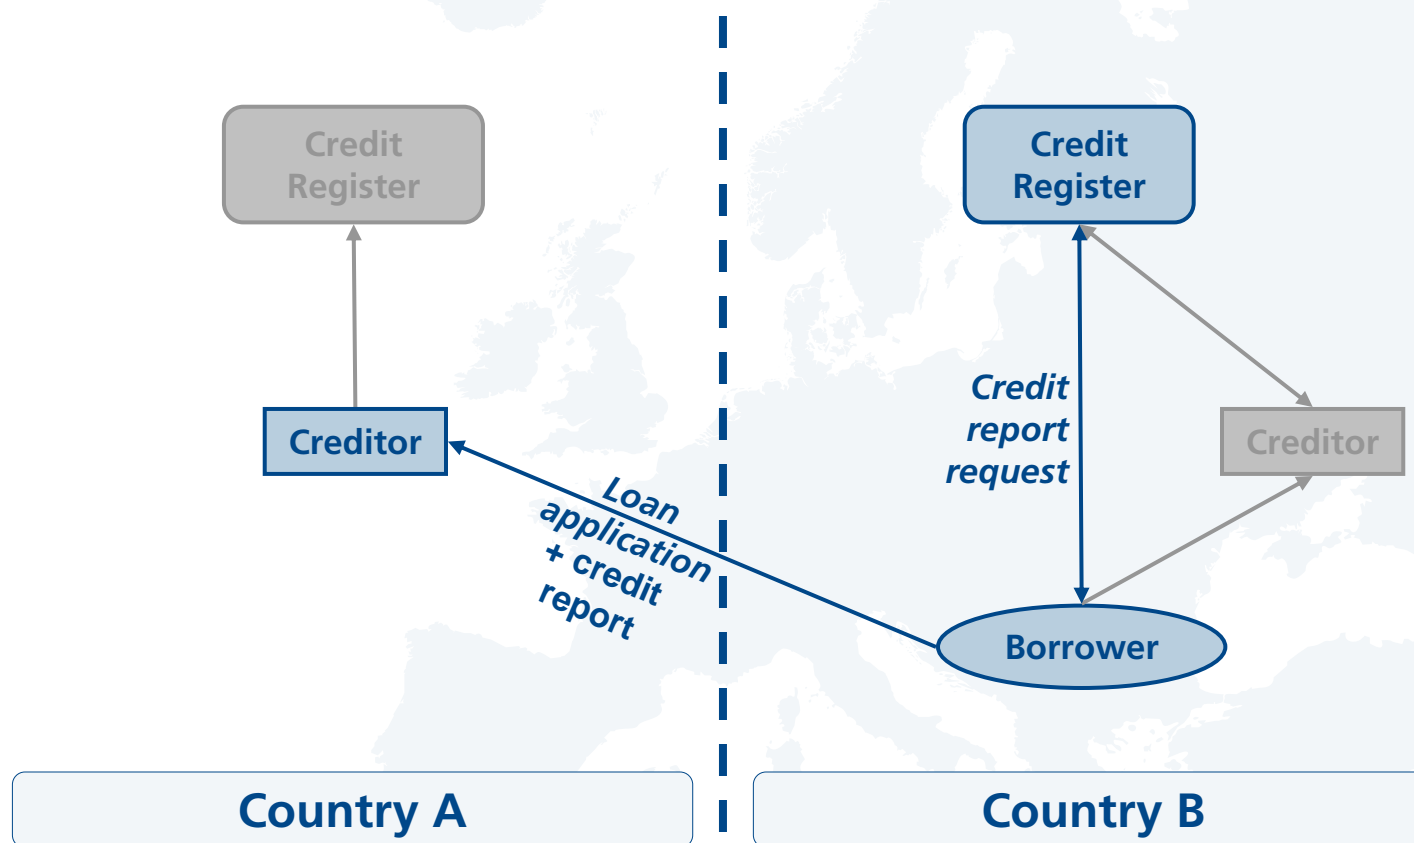 Credit
Register
Credit
Register
Credit
report
request
Creditor
Creditor
Loan
application
+ credit
report
Borrower
Country A
Country B